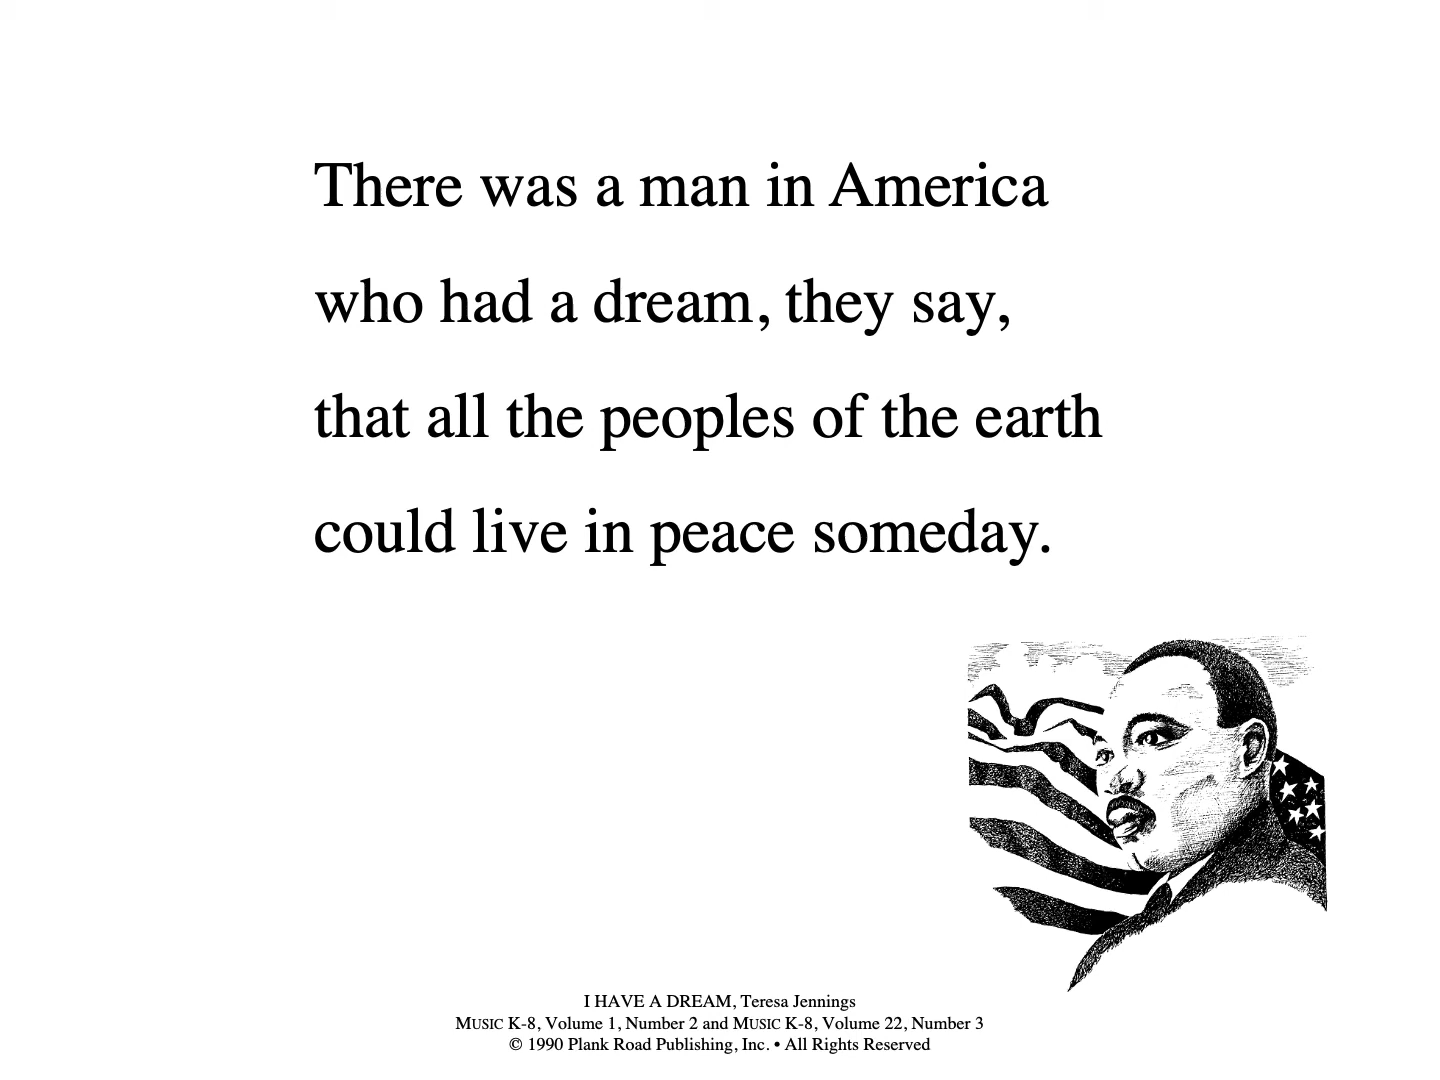 There was a man in America
who had a dream, they say,
that all the peoples of the earth
could live in peace someday.
I HAVE A DREAM, Teresa Jennings
MUSIC K-8, Volume 1, Number 2 and MUSIC K-8, Volume 22, Number 3
© 1990 Plank Road Publishing, Inc. • All Rights Reserved